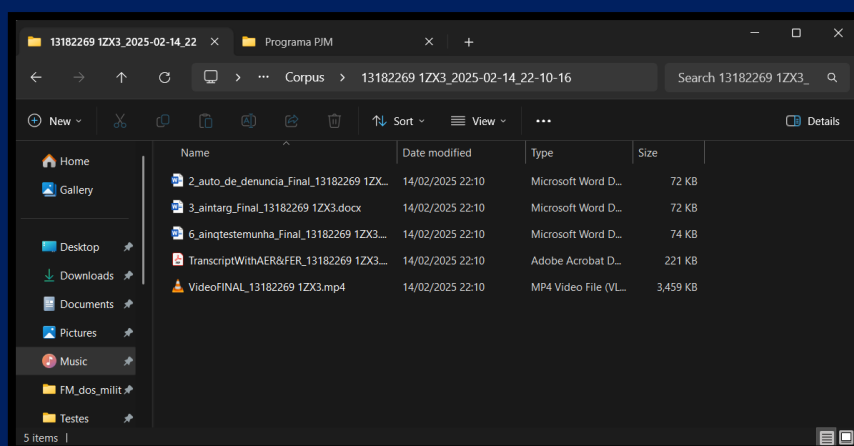 13182269 1ZX3_2025-02-14_22
Programa PJM
Corpus
13182269 1ZX3_2025-02-14_22-10-16
Search 13182269 1ZX3_
New
Sort
View
Details
Home
Gallery
Desktop
Downloads
Documents
Pictures
Music
FM_dos_milit
Testes
Name Date modified Type Size
2_auto_de_denuncia_Final_13182269 1ZX... 14/02/2025 22:10 Microsoft Word D... 72 KB
3_aintarg_Final_13182269 1ZX3.docx 14/02/2025 22:10 Microsoft Word D... 72 KB
6_ainqtestemunha_Final_13182269 1ZX3.... 14/02/2025 22:10 Microsoft Word D... 74 KB
TranscriptWithAER&FER_13182269 1ZX3.... 14/02/2025 22:10 Adobe Acrobat D... 221 KB
VideoFINAL_13182269 1ZX3.mp4 14/02/2025 22:10 MP4 Video File (VL... 3,459 KB
5 items